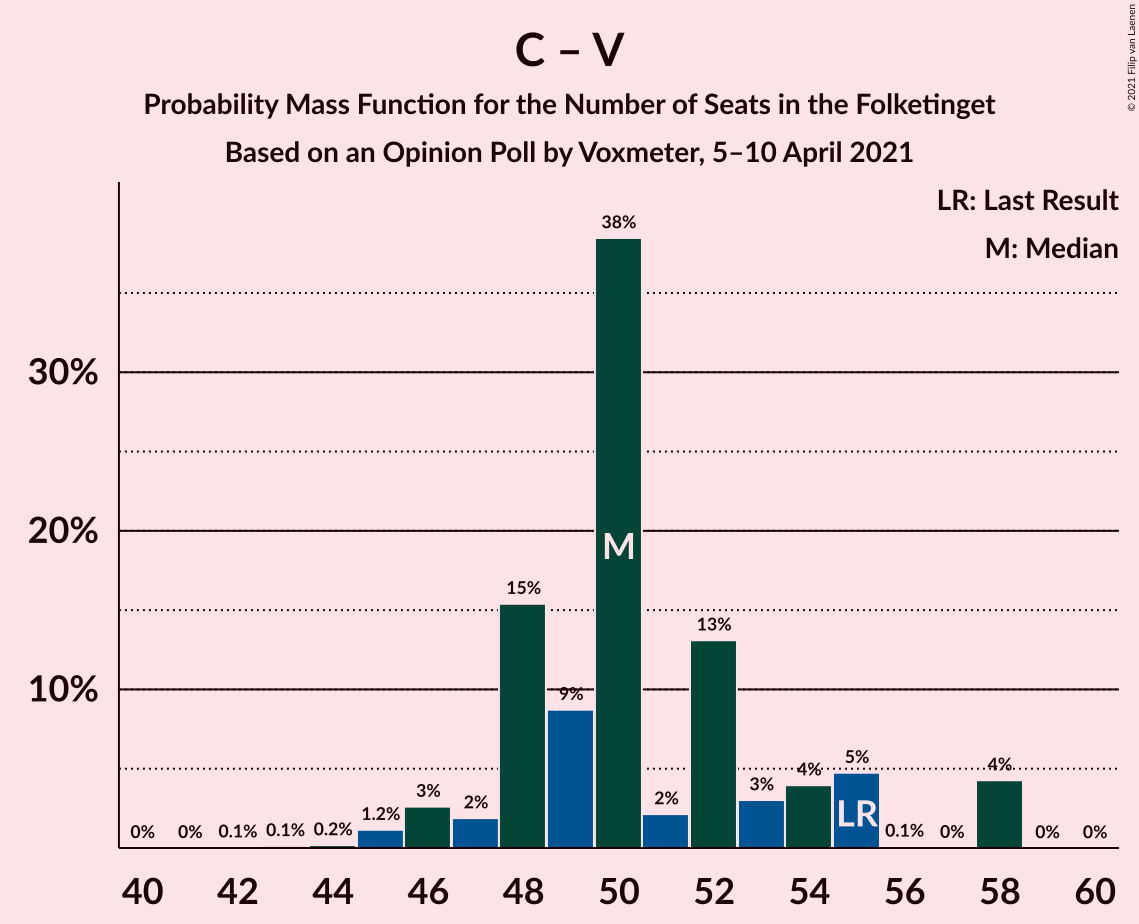 C – V
Probability Mass Function for the Number of Seats in the Folketinget
Based on an Opinion Poll by Voxmeter, 5–10 April 2021
© 2021 Filip van Laenen
LR: Last Result
M: Median
30%
20%
10%
0%
0%
0.1%
0.1%
0.2%
1.2%
3%
2%
15%
9%
38%
2%
13%
3%
4%
5%
0.1%
0%
4%
0%
0%
M
LR
40 42 44 46 48 50 52 54 56 58 60